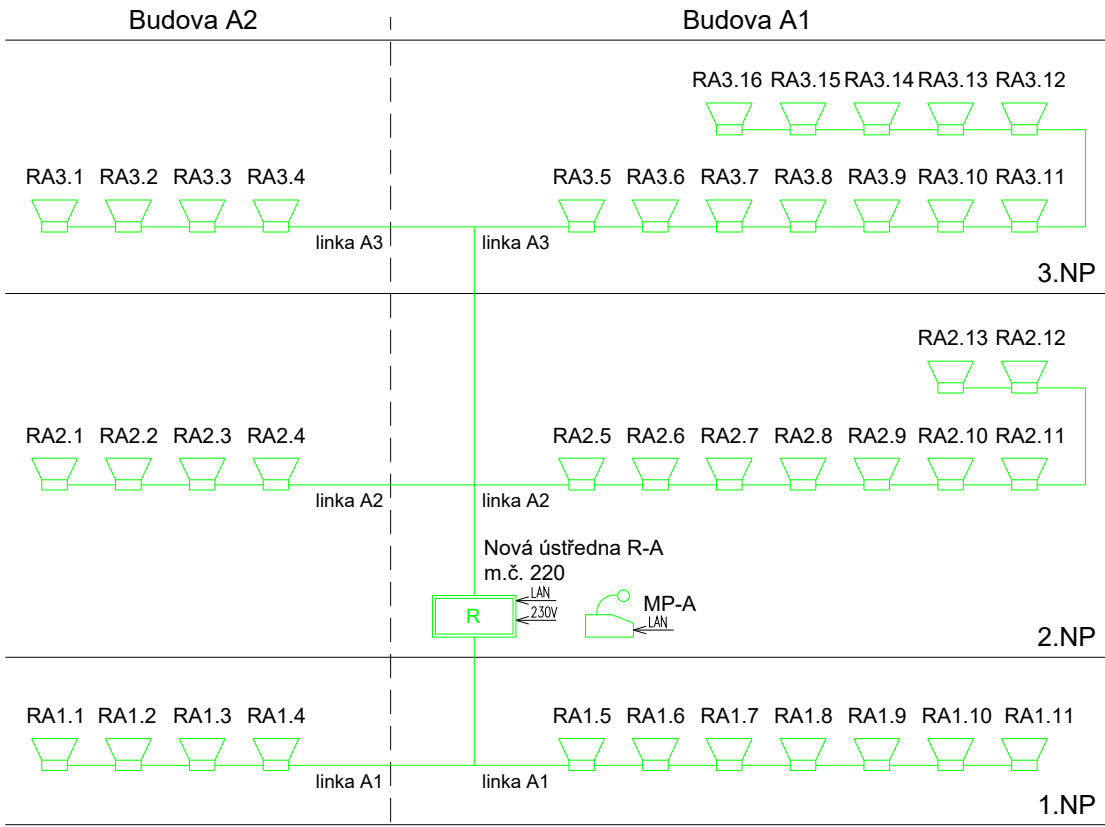 Budova A2
Budova A1
RA3.16 RA3.15 RA3.14 RA3.13 RA3.12
RA3.1 RA3.2 RA3.3 RA3.4
RA3.5 RA3.6 RA3.7 RA3.8 RA3.9 RA3.10 RA3.11
linka A3
linka A3
3.NP
RA2.13 RA2.12
RA2.1 RA2.2 RA2.3 RA2.4
RA2.5 RA2.6 RA2.7 RA2.8 RA2.9 RA2.10 RA2.11
linka A2
linka A2
Nová ústředna R-A
m.č. 220
R
LAN
230V
MP-A
LAN
2.NP
RA1.1 RA1.2 RA1.3 RA1.4
RA1.5 RA1.6 RA1.7 RA1.8 RA1.9 RA1.10 RA1.11
linka A1
linka A1
1.NP